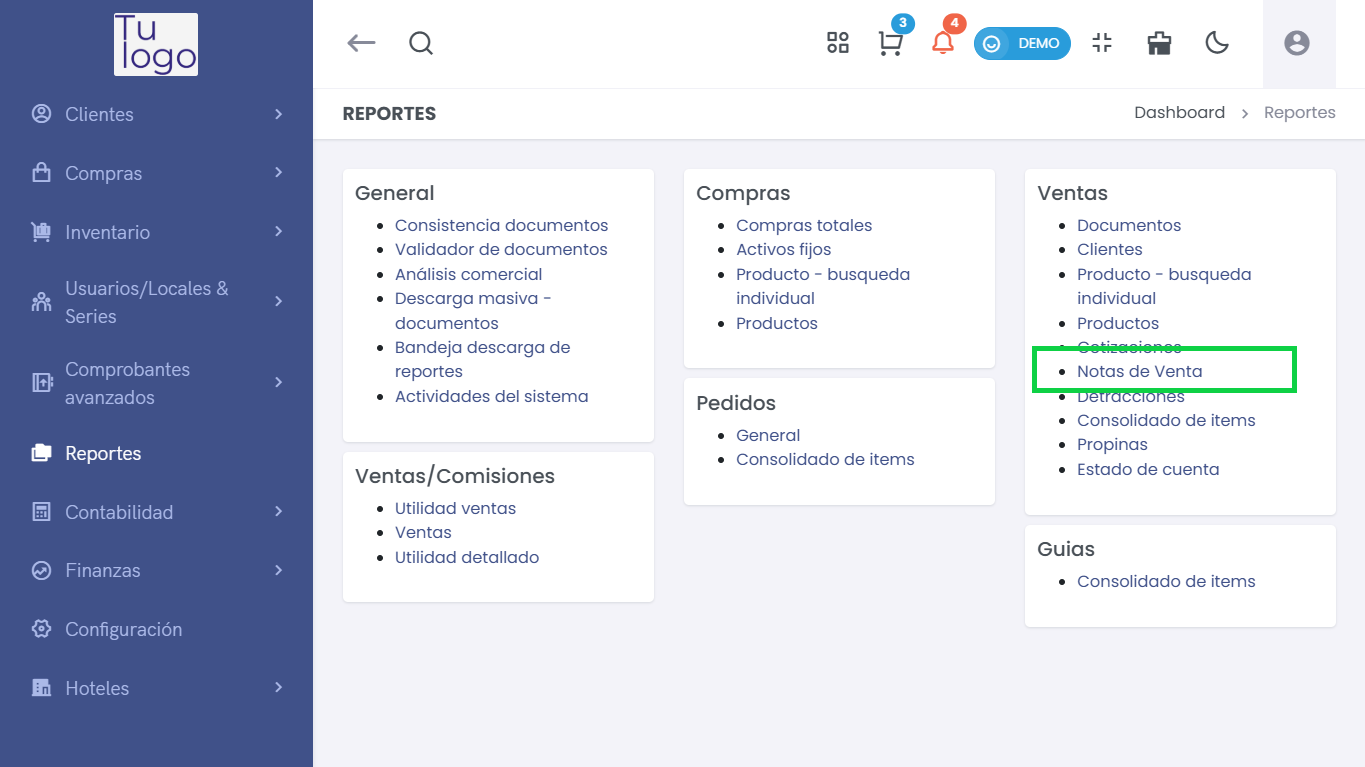 Tu
logo
Clientes
Compras
Inventario
Usuarios/Locales &
Series
Comprobantes
avanzados
Reportes
Contabilidad
Finanzas
Configuración
Hoteles
3
4
DEMO
REPORTES
Dashboard > Reportes
General
Consistencia documentos
Validador de documentos
Análisis comercial
Descarga masiva -
documentos
Bandeja descarga de
reportes
Actividades del sistema
Ventas/Comisiones
Utilidad ventas
Ventas
Utilidad detallado
Compras
Compras totales
Activos fijos
Producto - busqueda
individual
Productos
Pedidos
General
Consolidado de items
Ventas
Documentos
Clientes
Producto - busqueda
individual
Productos
Cotizaciones
Notas de Venta
Detracciones
Consolidado de items
Propinas
Estado de cuenta
Guias
Consolidado de items